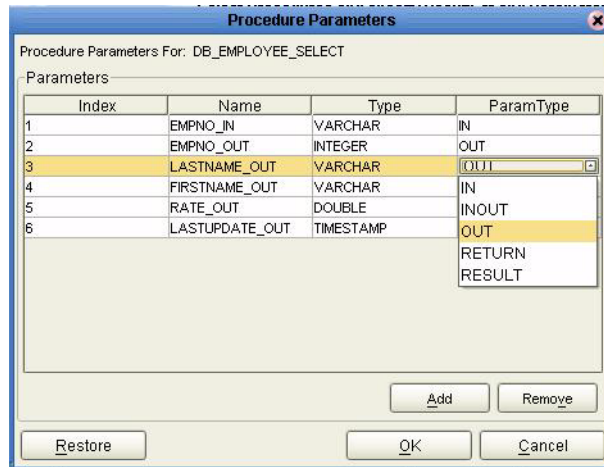 Procedure Parameters
Procedure Parameters For: DB_EMPLOYEE_SELECT
Parameters
Index Name Type ParamType
1 EMPNO_IN VARCHAR IN
2 EMPNO_OUT INTEGER OUT
3 LASTNAME_OUT VARCHAR OUT
4 FIRSTNAME_OUT VARCHAR IN
5 RATE_OUT DOUBLE INOUT
6 LASTUPDATE_OUT TIMESTAMP OUT
RETURN
RESULT
Add Remove
Restore OK Cancel